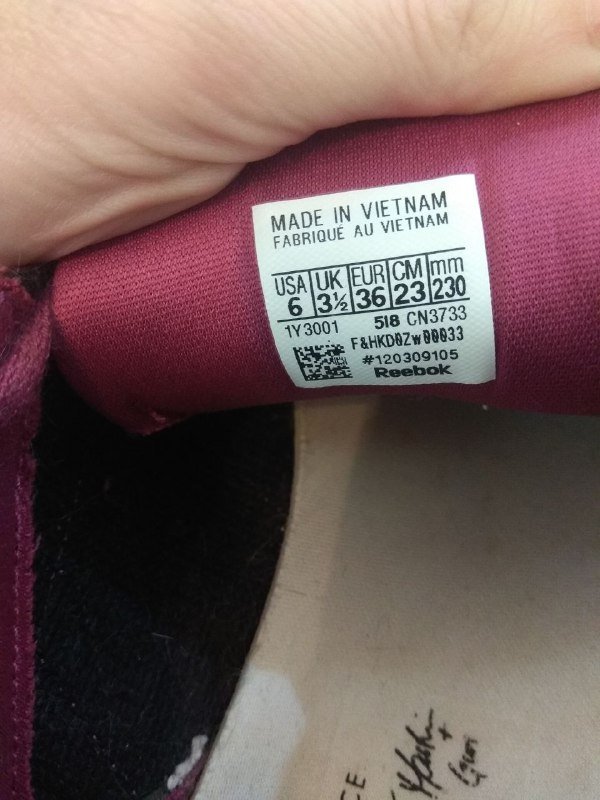 MADE IN VIETNAM
FABRIQUÉ AU VIETNAM
USA UK EUR CM mm
6 3½ 36 23 230
1Y3001 518 CN3733
F&HKD0Zw00033
#120309105
Reebok
CE
+